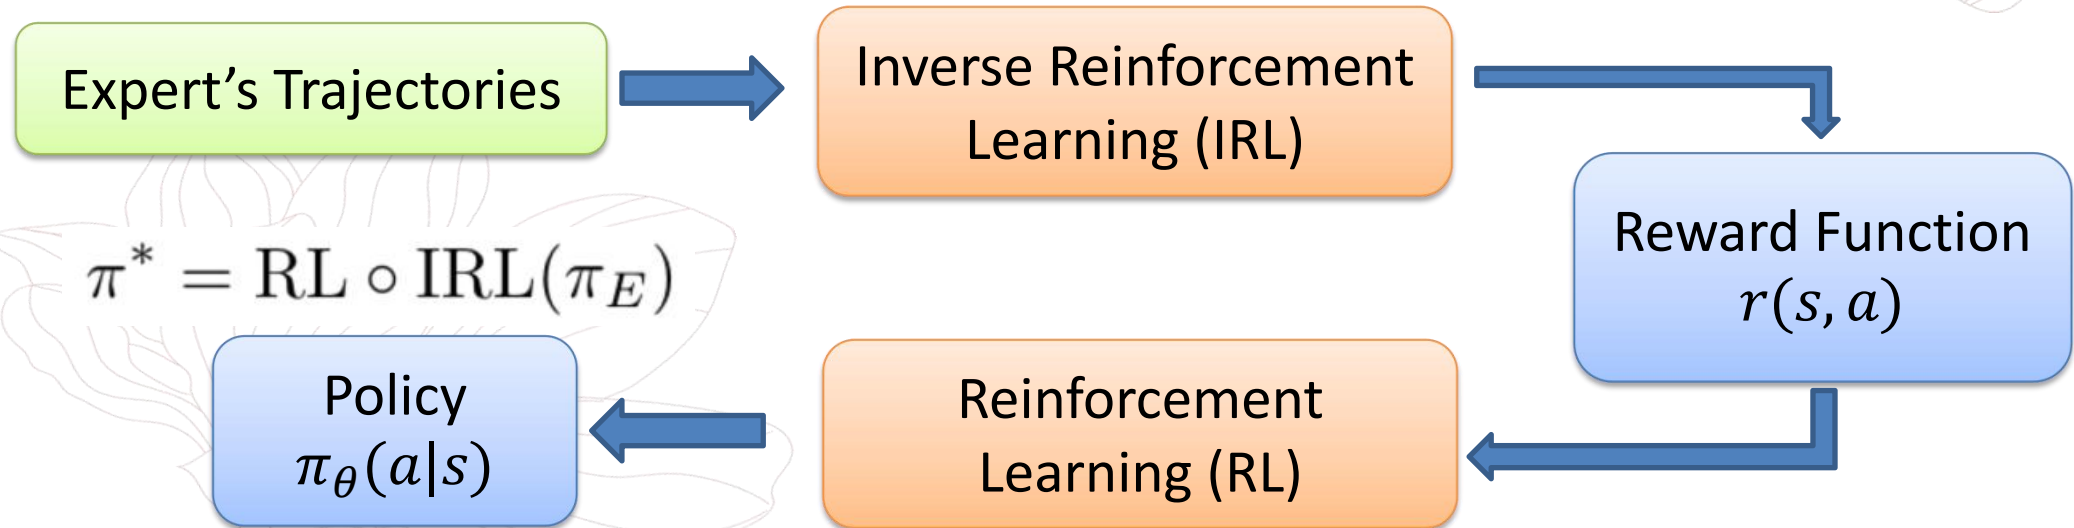 Expert’s Trajectories
Inverse Reinforcement
Learning (IRL)
Reward Function
r(s, a)
π* = RL ∘ IRL(π_E)
Policy
π_θ(a|s)
Reinforcement
Learning (RL)